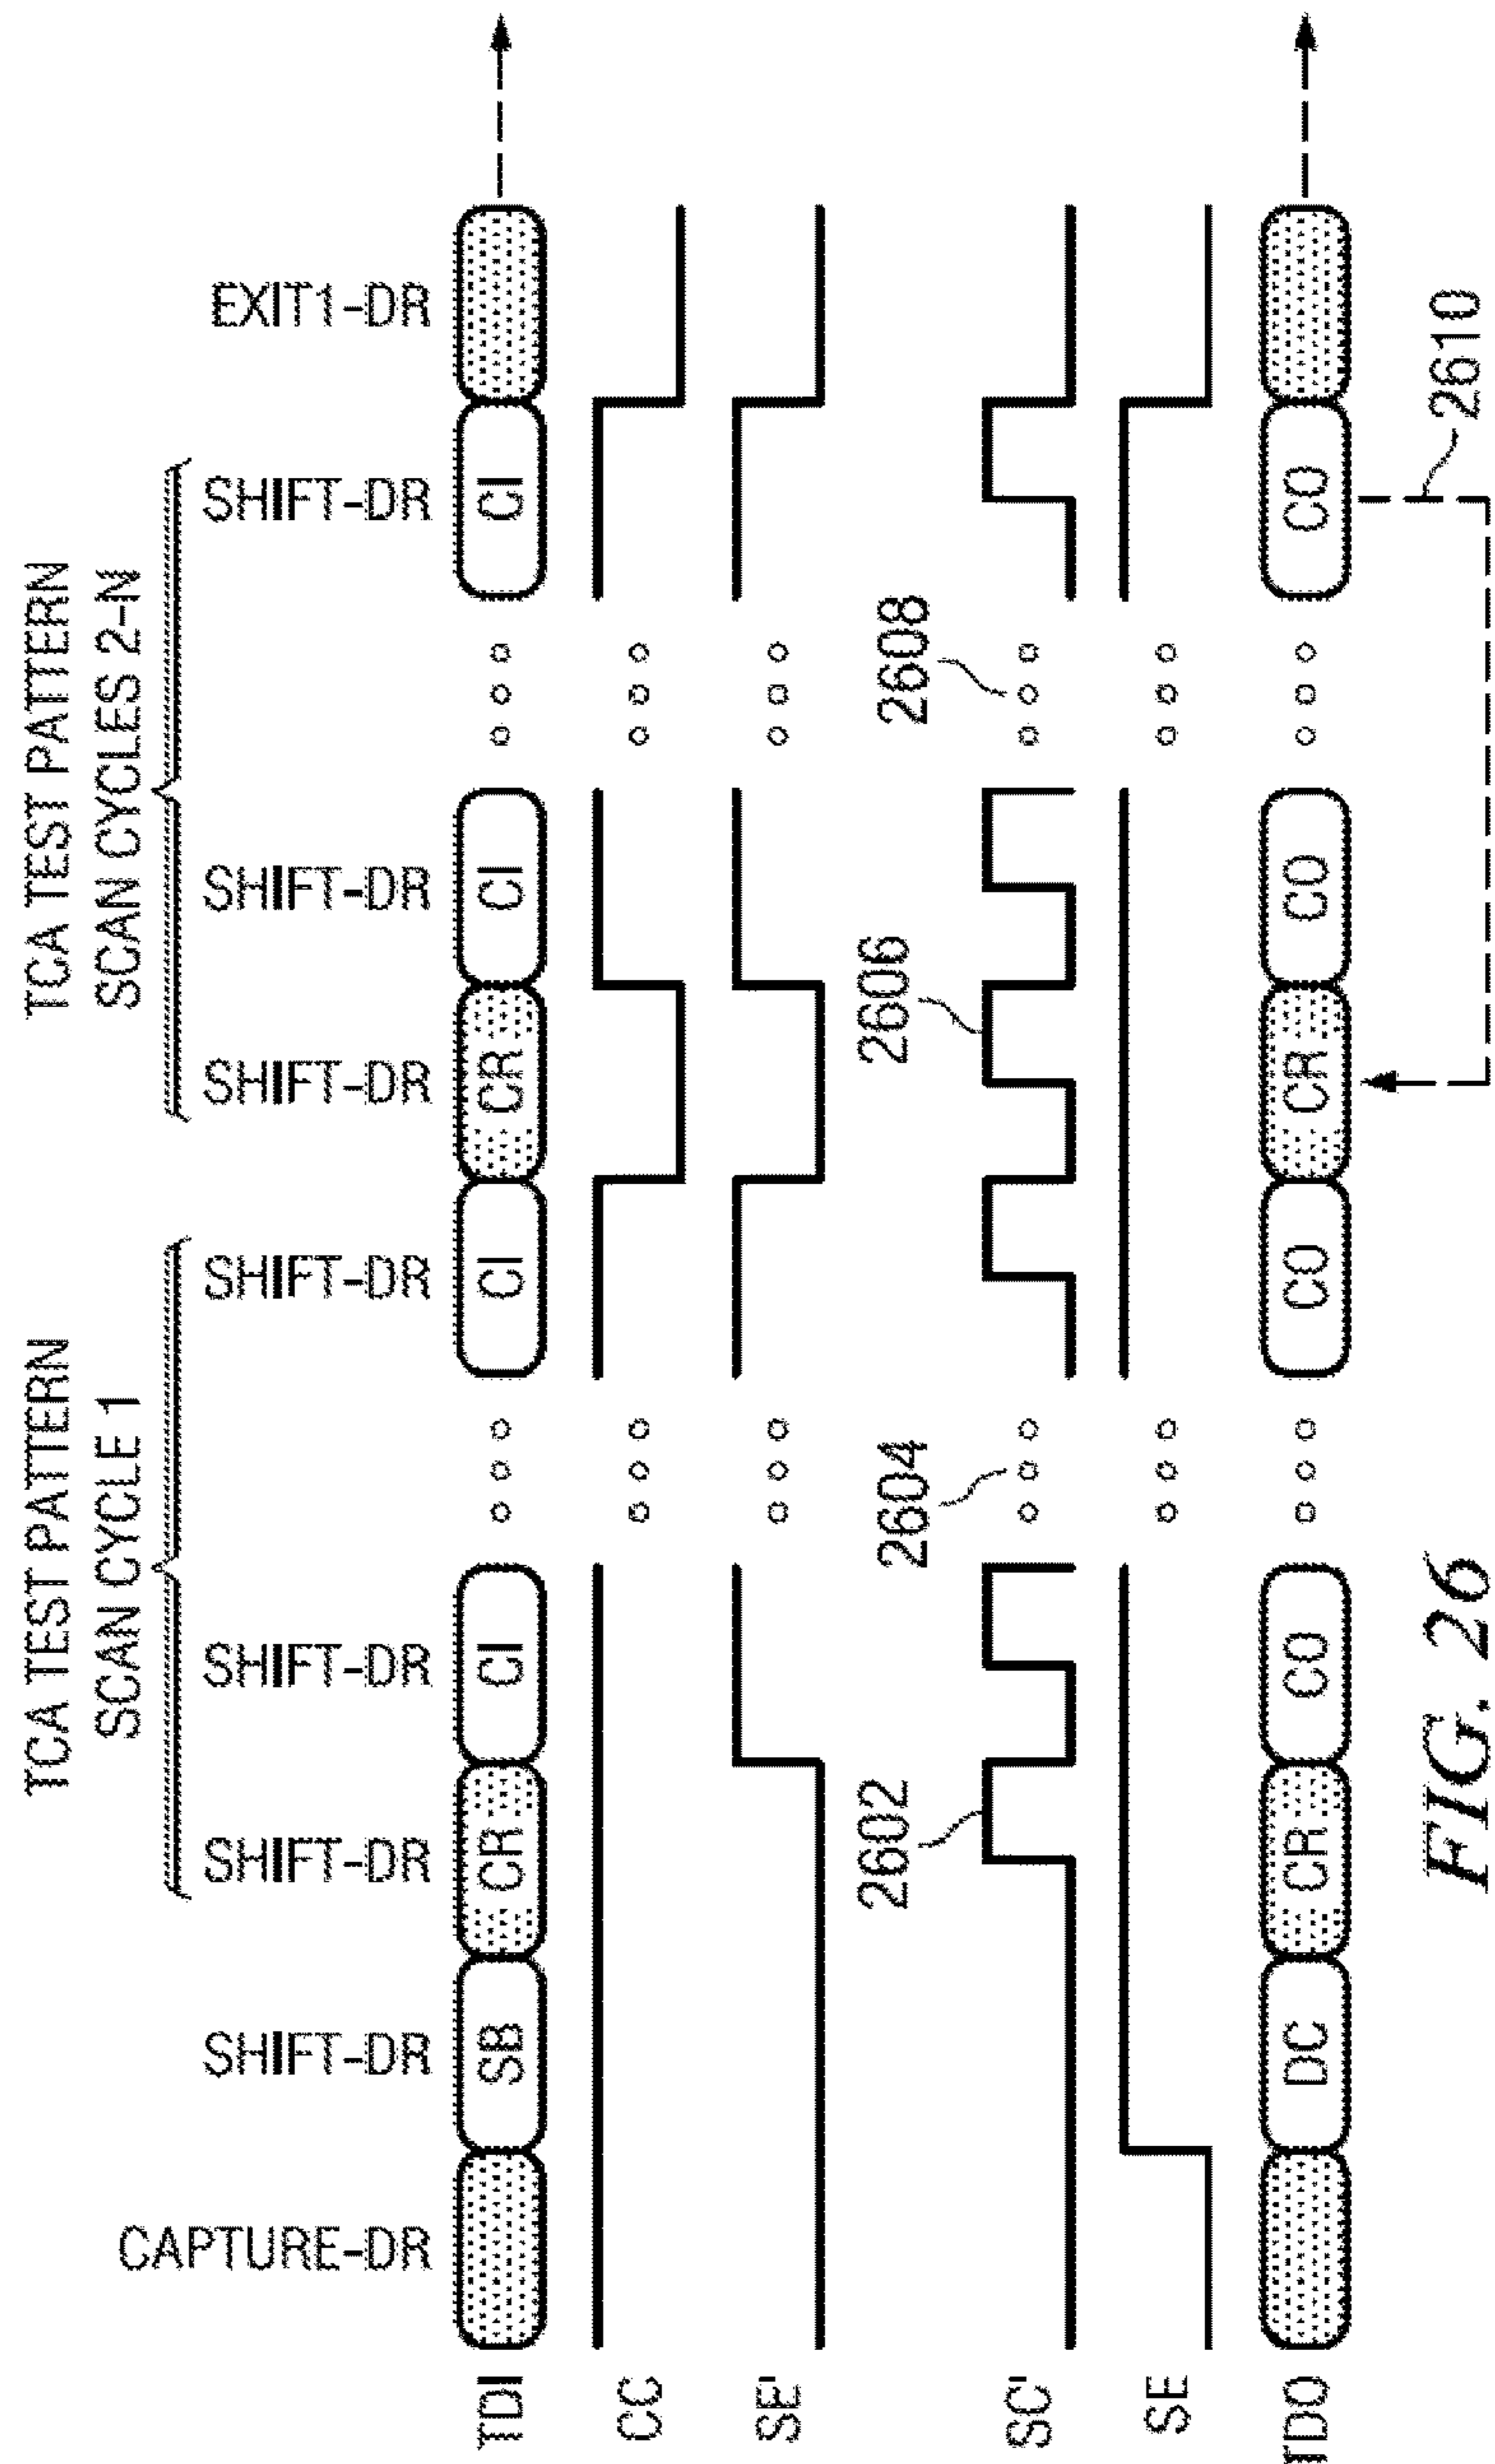 TCA TEST PATTERN
SCAN CYCLE 1
TCA TEST PATTERN
SCAN CYCLES 2-N
CAPTURE-DR
SHIFT-DR
SHIFT-DR
SHIFT-DR
SHIFT-DR
SHIFT-DR
SHIFT-DR
SHIFT-DR
EXIT1-DR
TDI
SB
CR
CI
CI
CR
CI
CI
CC
SE'
2602
2604
2606
2608
SC'
SE
TDO
DC
CR
CO
CO
CR
CO
CO
2610
FIG. 26